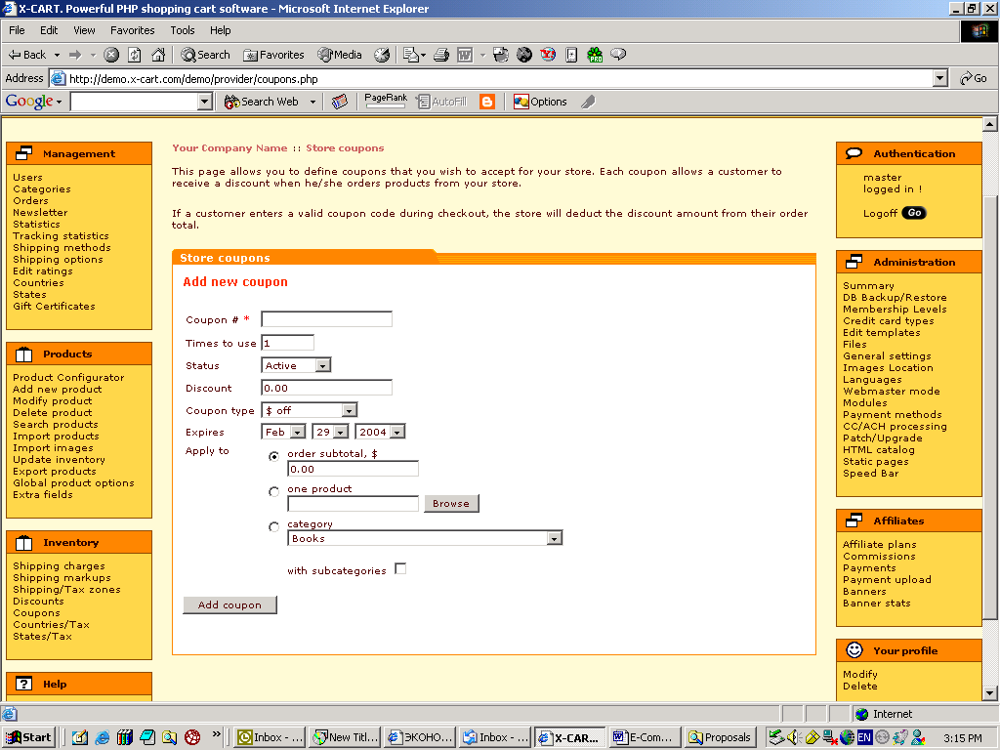 X-CART. Powerful PHP shopping cart software - Microsoft Internet Explorer
File Edit View Favorites Tools Help
Back Search Favorites Media
Address http://demo.x-cart.com/demo/provider/coupons.php Go
Google Search Web PageRank AutoFill Options
Management
Users
Categories
Orders
Newsletter
Statistics
Tracking statistics
Shipping methods
Shipping options
Edit ratings
Countries
States
Gift Certificates
Products
Product Configurator
Add new product
Modify product
Delete product
Search products
Import products
Import images
Update inventory
Export products
Global product options
Extra fields
Inventory
Shipping charges
Shipping markups
Shipping/Tax zones
Discounts
Coupons
Countries/Tax
States/Tax
Help
Your Company Name :: Store coupons
This page allows you to define coupons that you wish to accept for your store. Each coupon allows a customer to
receive a discount when he/she orders products from your store.
If a customer enters a valid coupon code during checkout, the store will deduct the discount amount from their order
total.
Store coupons
Add new coupon
Coupon # *
Times to use 1
Status Active
Discount 0.00
Coupon type $ off
Expires Feb 29 2004
Apply to order subtotal, $
0.00
one product
Browse
category
Books
with subcategories
Add coupon
Authentication
master
logged in !
Logoff Go
Administration
Summary
DB Backup/Restore
Membership Levels
Credit card types
Edit templates
Files
General settings
Images Location
Languages
Webmaster mode
Modules
Payment methods
CC/ACH processing
Patch/Upgrade
HTML catalog
Static pages
Speed Bar
Affiliates
Affiliate plans
Commissions
Payments
Payment upload
Banners
Banner stats
Your profile
Modify
Delete
Internet
Start » Inbox - ... New Titl... ЭКОНО... Inbox - ... X-CAR... E-Com... Proposals EN 3:15 PM